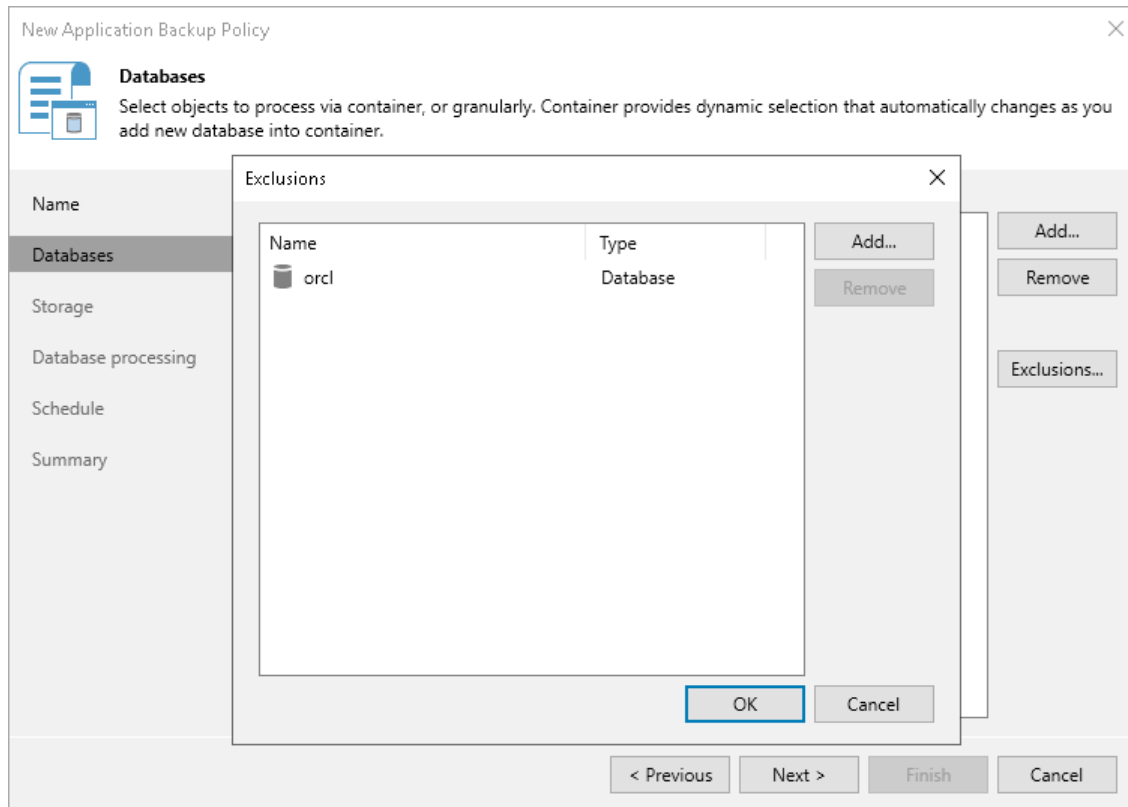 New Application Backup Policy
Databases
Select objects to process via container, or granularly. Container provides dynamic selection that automatically changes as you
add new database into container.
Name
Databases
Storage
Database processing
Schedule
Summary
Exclusions
Name Type
orcl Database
Add...
Remove
OK Cancel
Add...
Remove
Exclusions...
< Previous Next > Finish Cancel